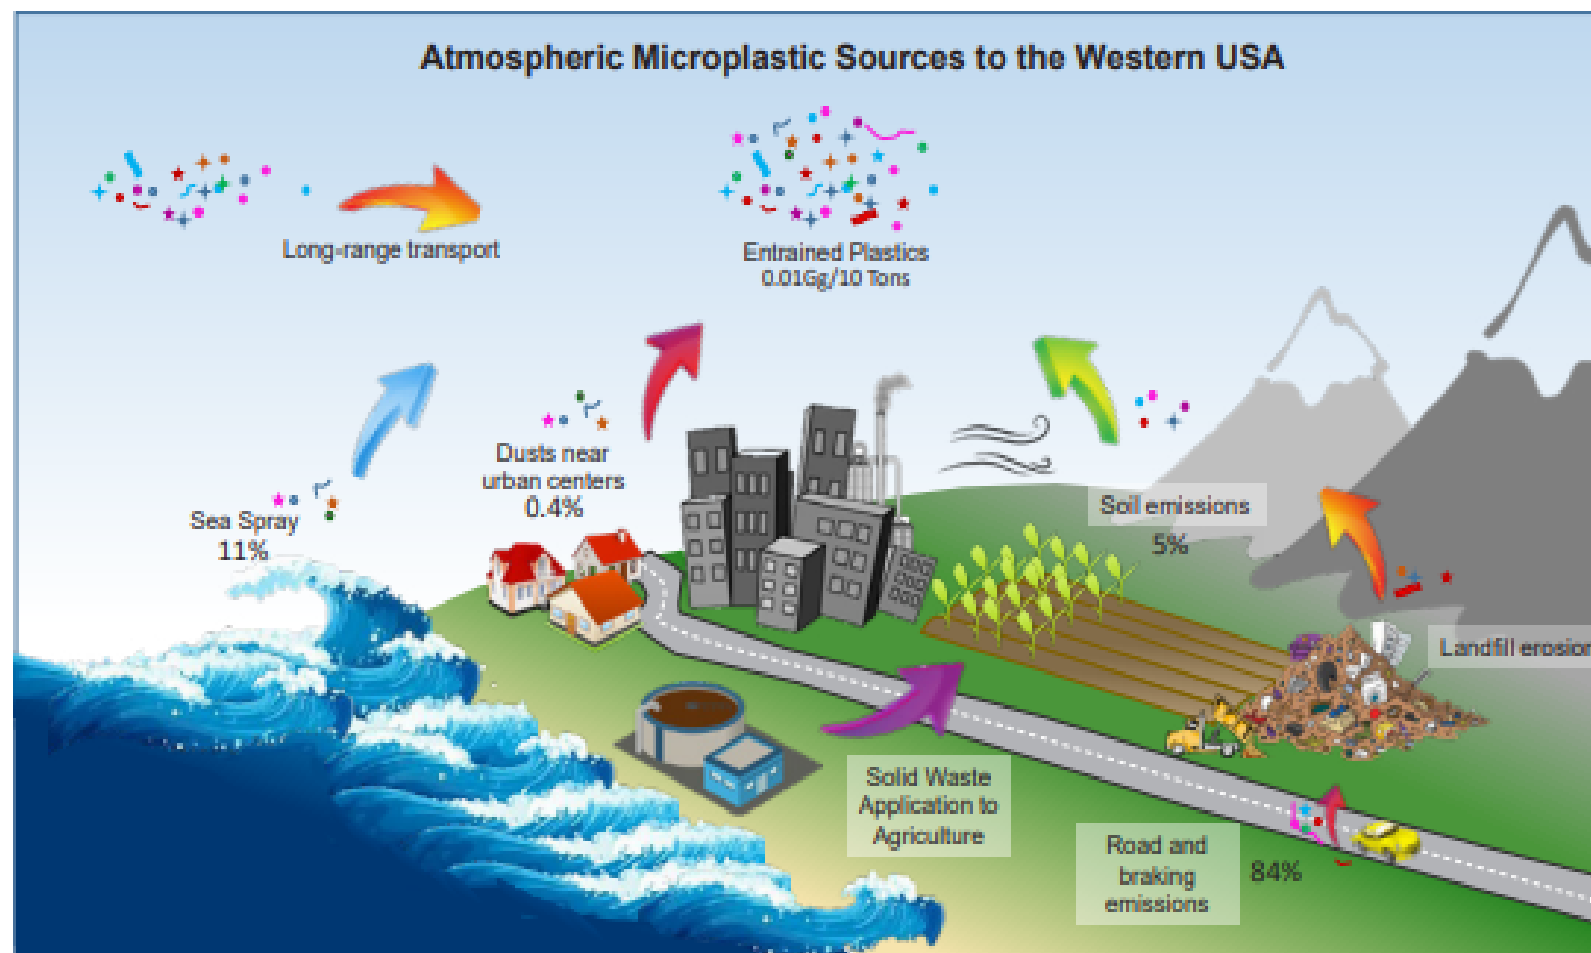 Atmospheric Microplastic Sources to the Western USA
Long-range transport
Entrained Plastics
0.01Gg/10 Tons
Dusts near
urban centers
0.4%
Sea Spray
11%
Soil emissions
5%
Landfill erosion
Solid Waste
Application to
Agriculture
Road and
braking
emissions
84%